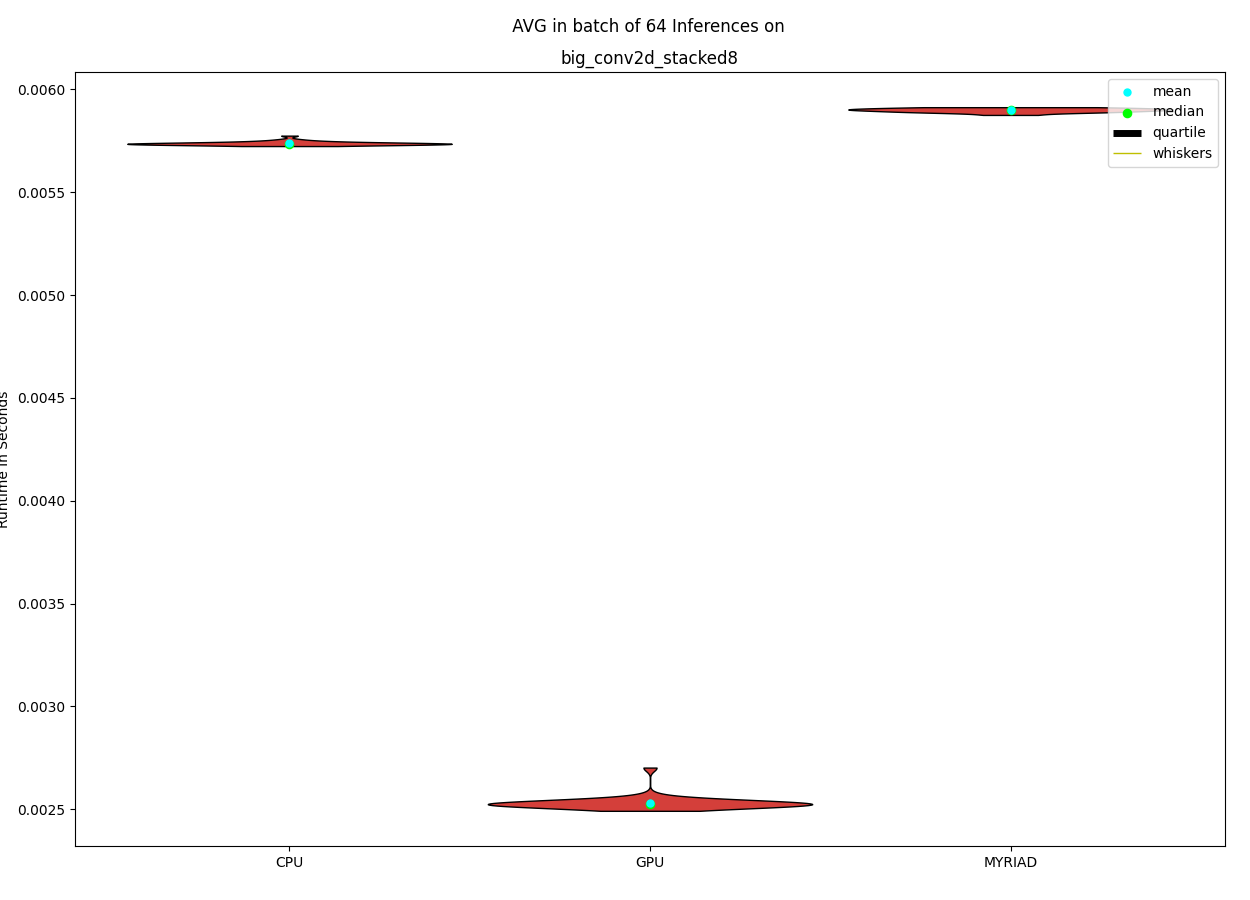 AVG in batch of 64 Inferences on
big_conv2d_stacked8
0.0060
0.0055
0.0050
0.0045
0.0040
0.0035
0.0030
0.0025
Runtime in Seconds
CPU
GPU
MYRIAD
mean
median
quartile
whiskers